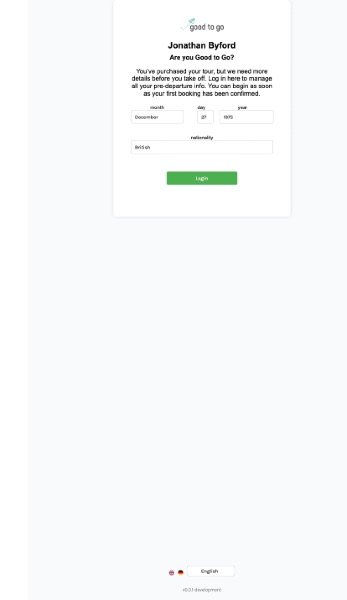 good to go
Jonathan Byford
Are you Good to Go?
You've purchased your tour, but we need more
details before you take off. Log in here to manage
all your pre-departure info. You can begin as soon
as your first booking has been confirmed.
month day year
December 27 1975
nationality
British
Login
English
v0.0.1 development